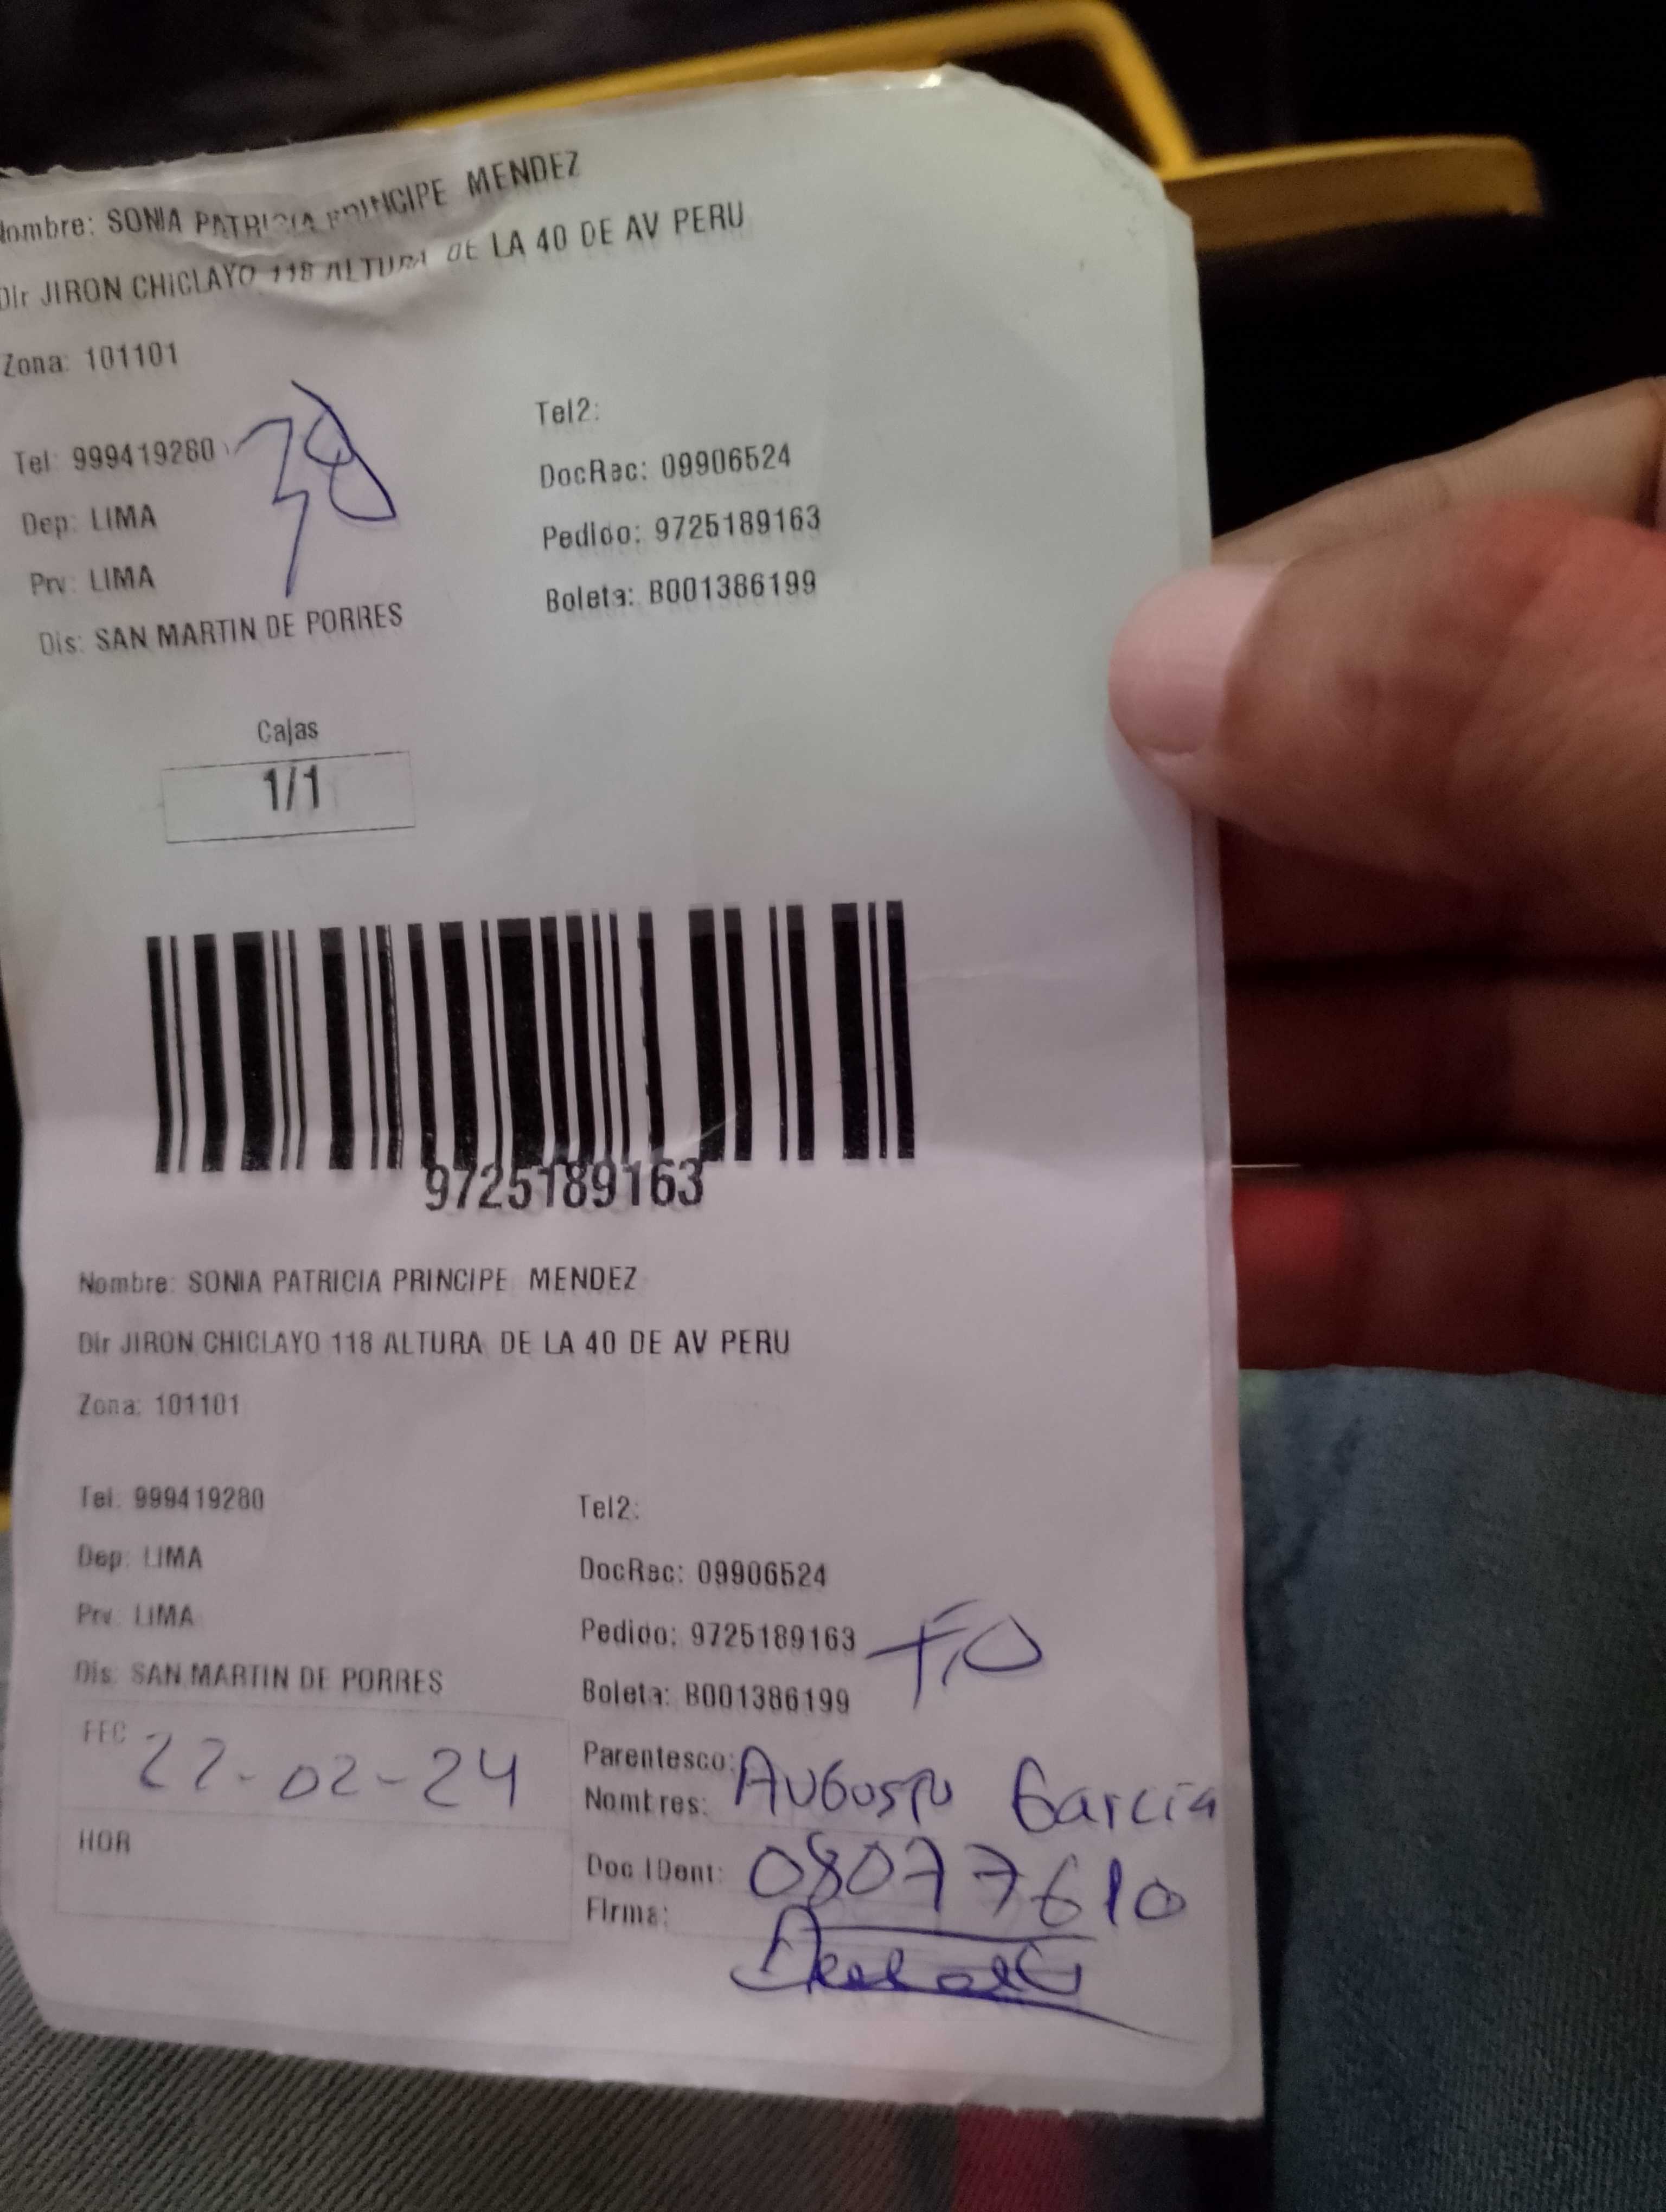 Nombre: SONIA PATRICIA PRINCIPE MENDEZ
Dir JIRON CHICLAYO 118 ALTURA DE LA 40 DE AV PERU
Zona: 101101
Tel: 999419280
Tel2:
DocRec: 09906524
Dep: LIMA
Pedido: 9725189163
Prv: LIMA
Boleta: B001386199
Dis: SAN MARTIN DE PORRES
Cajas
1/1
9725189163
Nombre: SONIA PATRICIA PRINCIPE MENDEZ
Dir JIRON CHICLAYO 118 ALTURA DE LA 40 DE AV PERU
Zona: 101101
Tel: 999419280
Tel2:
Dep: LIMA
DocRec: 09906524
Prv: LIMA
Pedido: 9725189163
Dis: SAN MARTIN DE PORRES
Boleta: B001386199
FEC 22-02-24
Parentesco:
Nombres: Augusto Garcia
HOR
Doc IDent: 08077610
Firma: